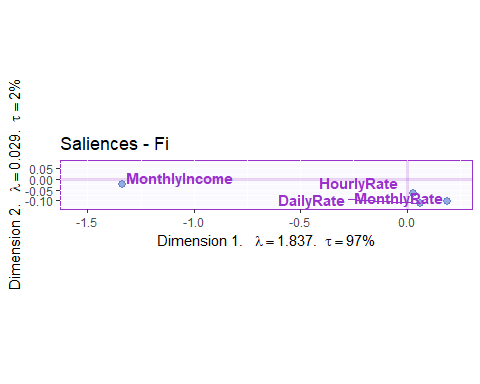 Saliences - Fi
Dimension 2.  λ = 0.029.  τ = 2%
0.05
0.00
-0.05
-0.10
MonthlyIncome
HourlyRate
DailyRate
MonthlyRate
-1.5
-1.0
-0.5
0.0
Dimension 1.  λ = 1.837.  τ = 97%